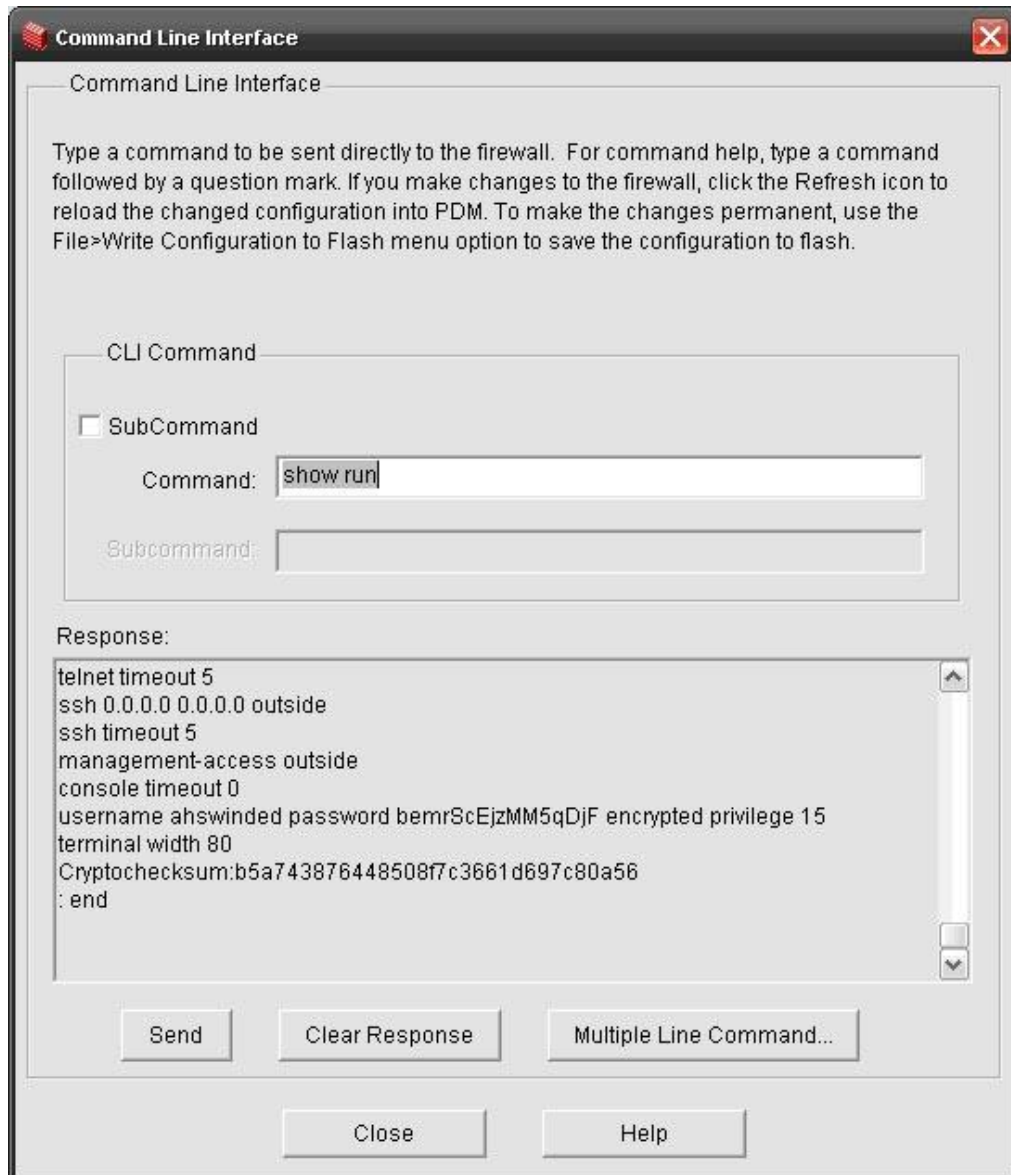 Command Line Interface
Command Line Interface
Type a command to be sent directly to the firewall. For command help, type a command
followed by a question mark. If you make changes to the firewall, click the Refresh icon to
reload the changed configuration into PDM. To make the changes permanent, use the
File>Write Configuration to Flash menu option to save the configuration to flash.
CLI Command
SubCommand
Command: show run
Subcommand:
Response:
telnet timeout 5
ssh 0.0.0.0 0.0.0.0 outside
ssh timeout 5
management-access outside
console timeout 0
username ahswinded password bemrScEjzMM5qDjF encrypted privilege 15
terminal width 80
Cryptochecksum:b5a743876448508f7c3661d697c80a56
: end
Send Clear Response Multiple Line Command...
Close Help